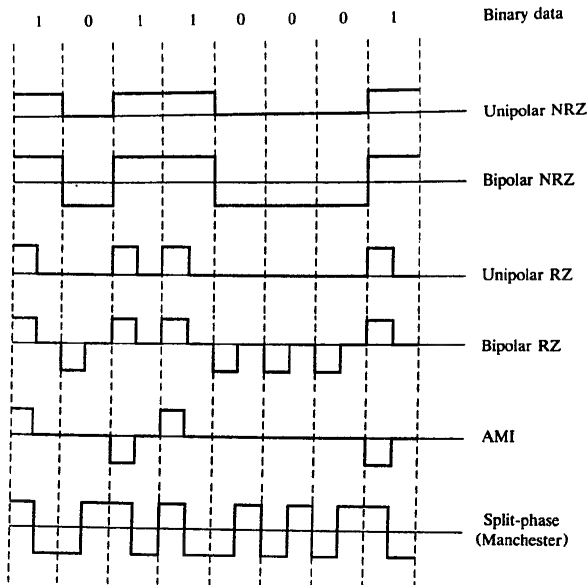 Binary data
1 0 1 1 0 0 0 1
Unipolar NRZ
Bipolar NRZ
Unipolar RZ
Bipolar RZ
AMI
Split-phase
(Manchester)